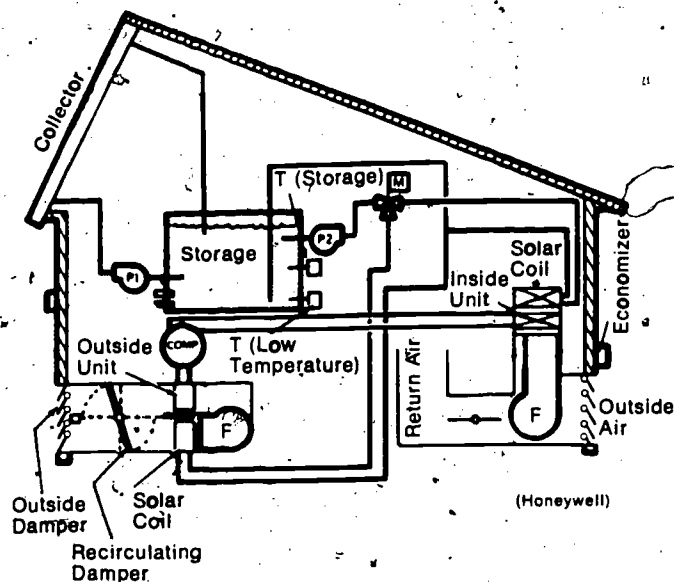 Collector
T (Storage)
M
P2
P1
Storage
Solar
Coil
Inside
Unit
Economizer
COMP
Outside
Unit
T (Low
Temperature)
Return Air
F
F
Outside
Air
Outside
Damper
Solar
Coil
Recirculating
Damper
(Honeywell)